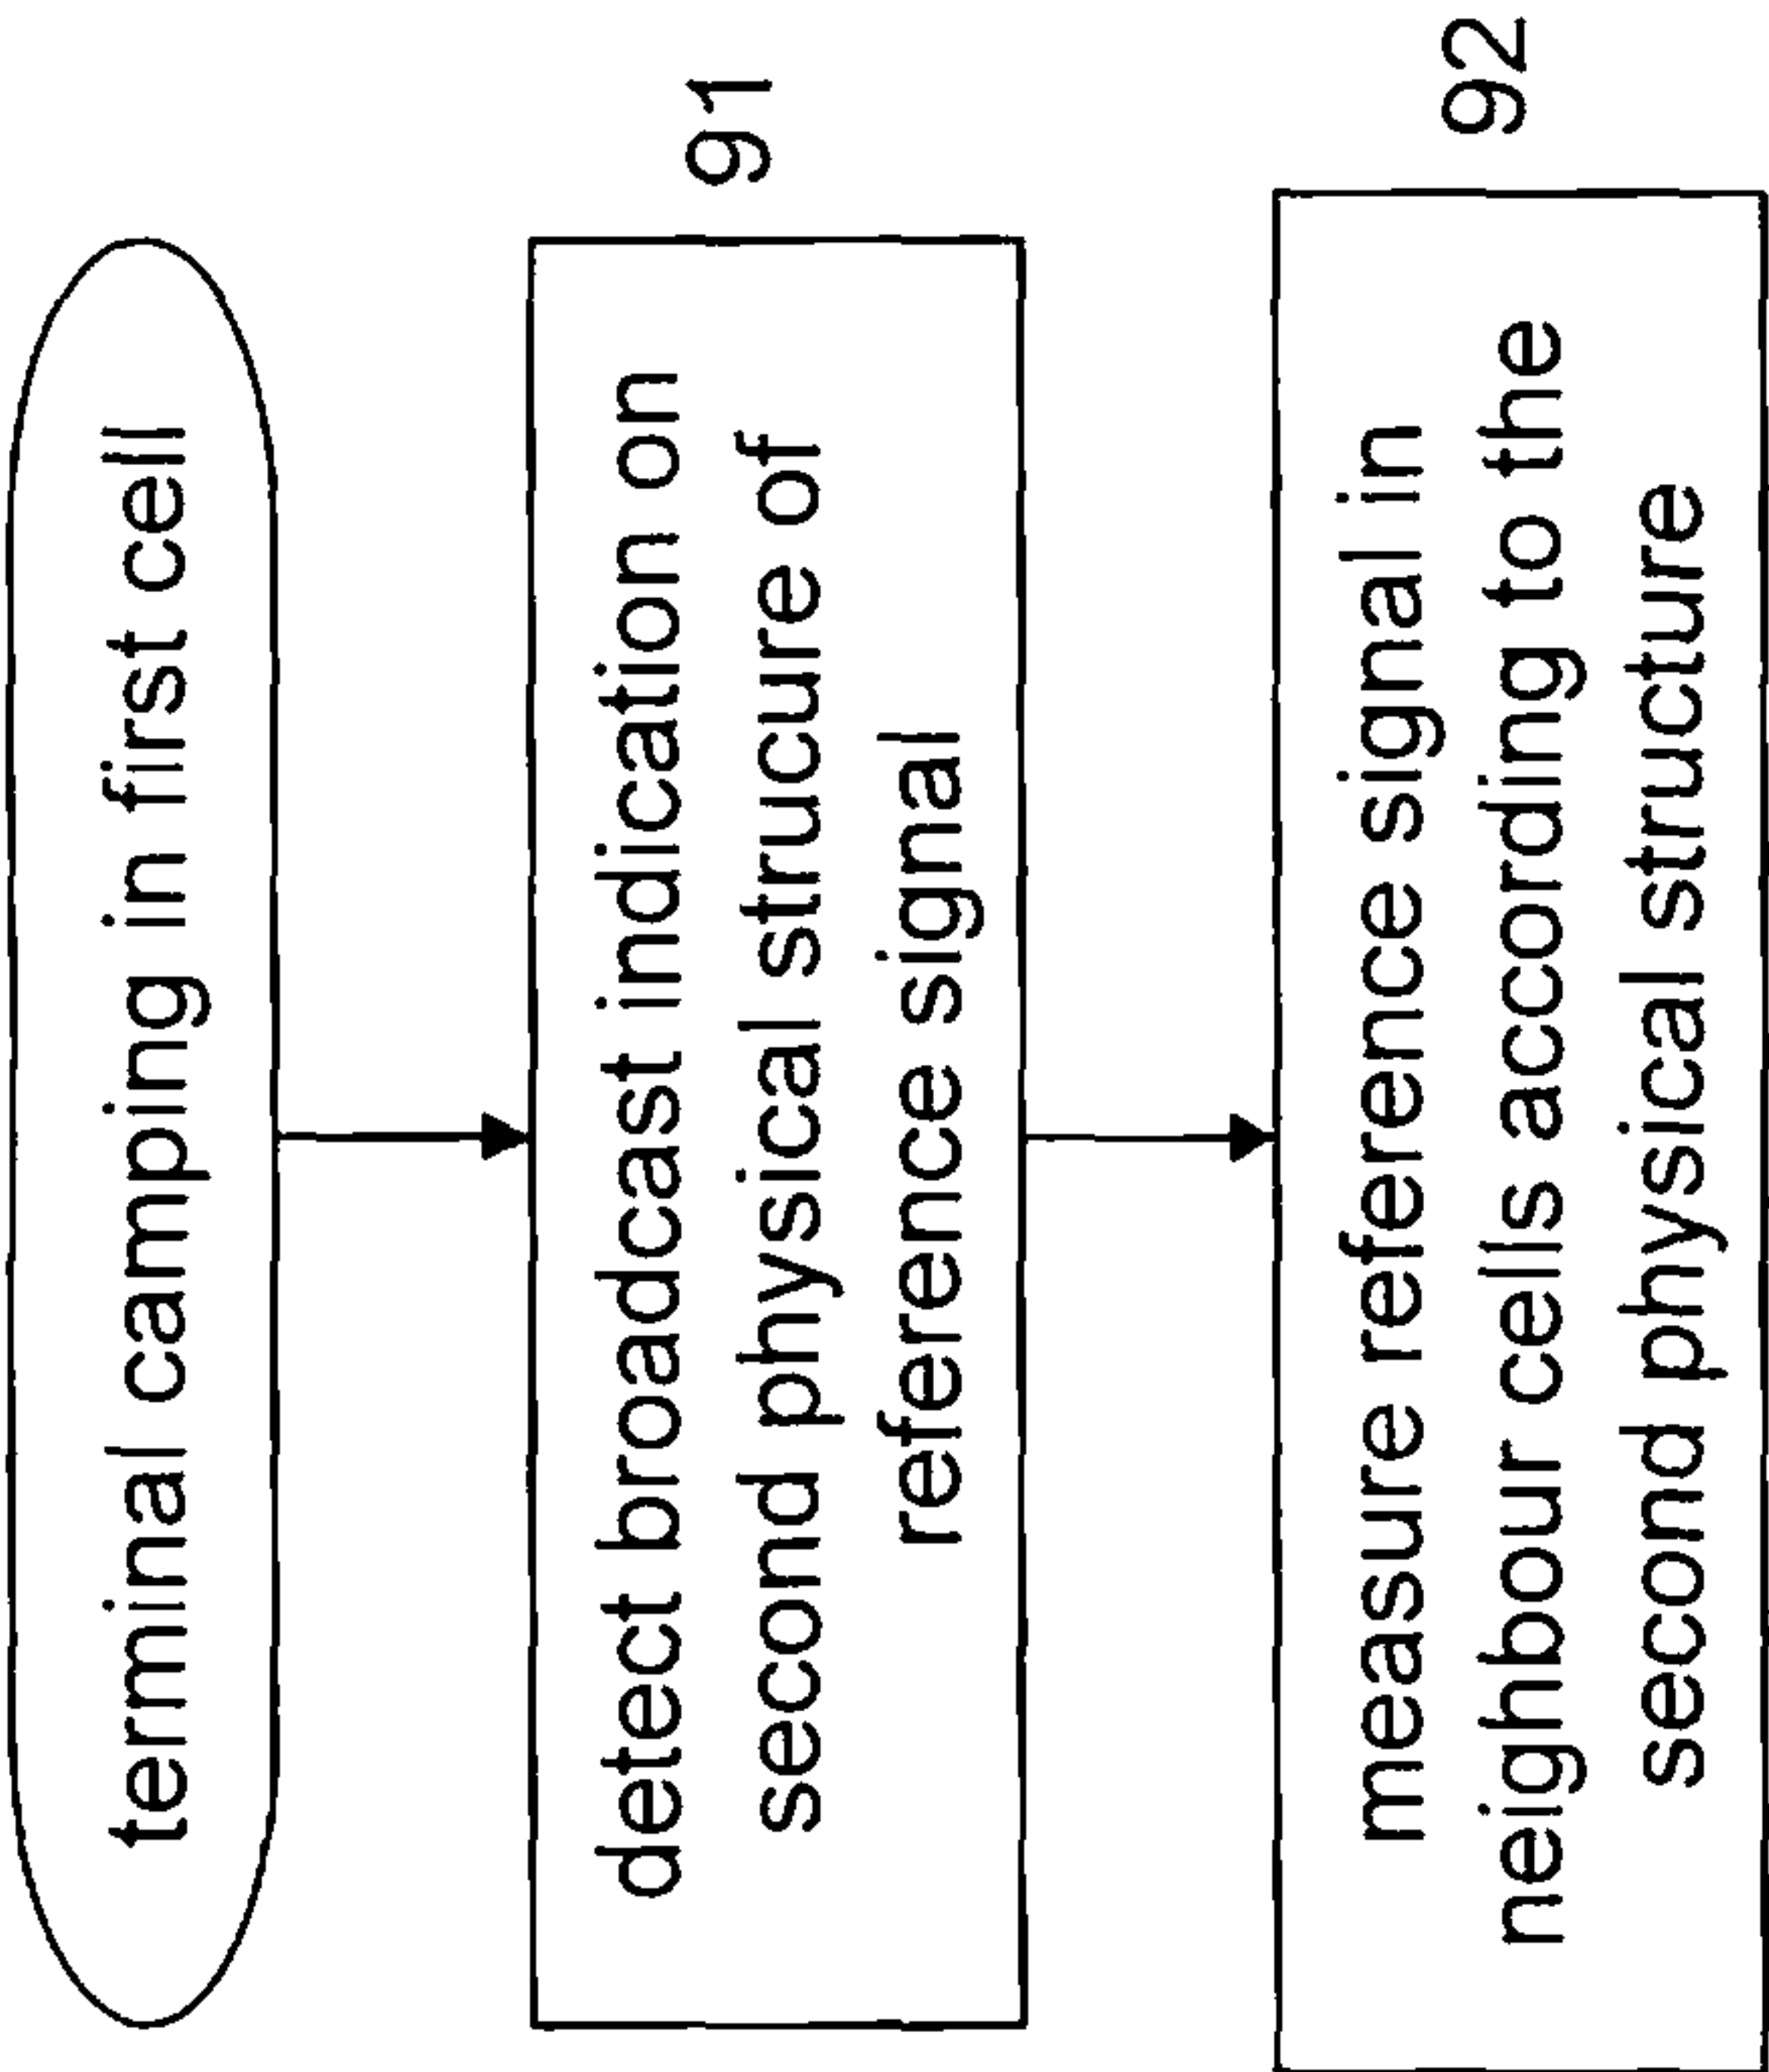 terminal camping in first cell
91
detect broadcast indication on
second physical strucure of
reference signal
92
measure reference signal in
neighbour cells according to the
second physical structure